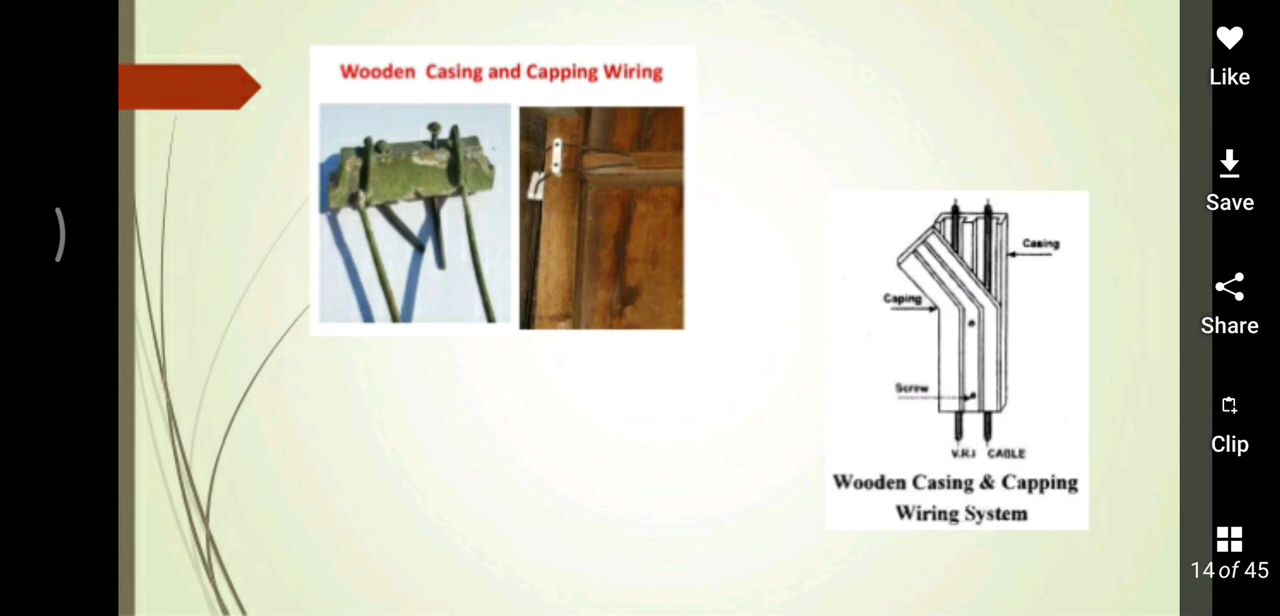 Wooden Casing and Capping Wiring
Casing
Caping
Screw
V.R.I CABLE
Wooden Casing & Capping
Wiring System
Like
Save
Share
Clip
14 of 45